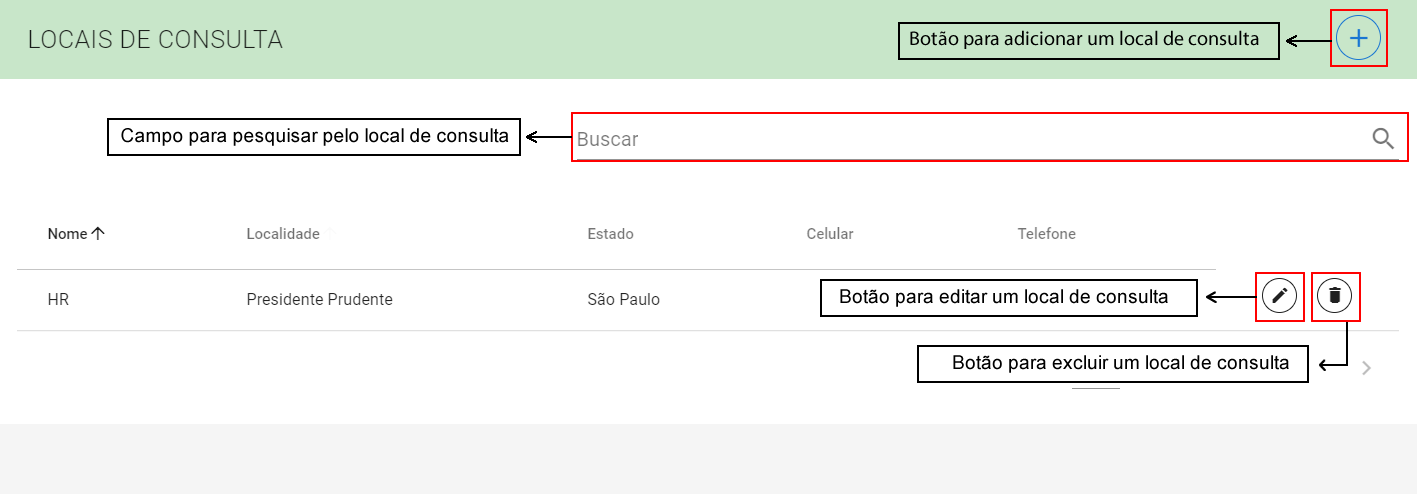 LOCAIS DE CONSULTA
Botão para adicionar um local de consulta
Campo para pesquisar pelo local de consulta
Buscar
Nome Localidade Estado Celular Telefone
HR Presidente Prudente São Paulo
Botão para editar um local de consulta
Botão para excluir um local de consulta